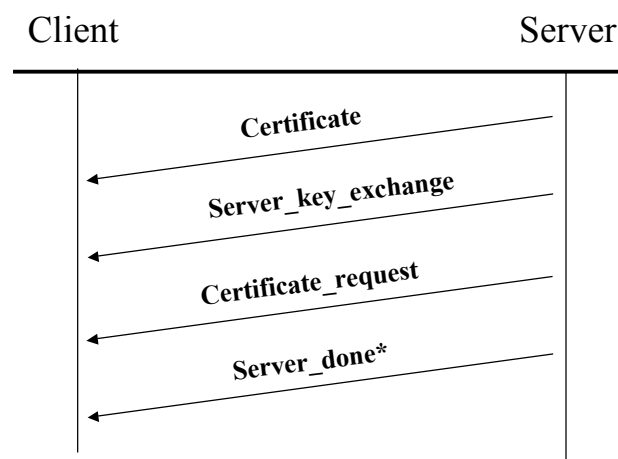 Client Server
Certificate
Server_key_exchange
Certificate_request
Server_done*